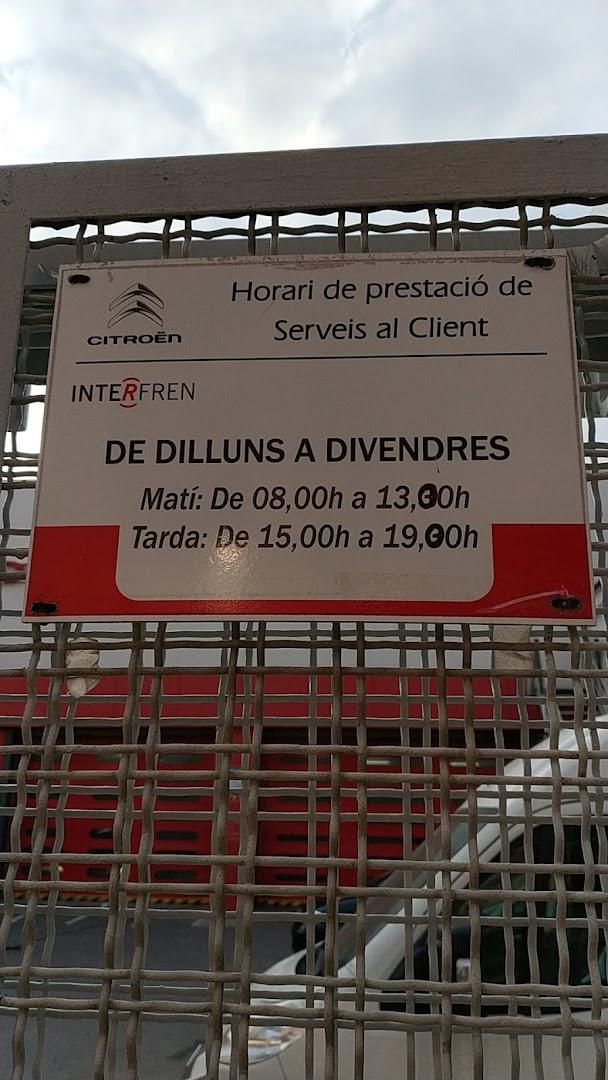 Horari de prestació de
Serveis al Client
CITROËN
INTERFREN
DE DILLUNS A DIVENDRES
Matí: De 08,00h a 13,30h
Tarda: De 15,00h a 19,00h